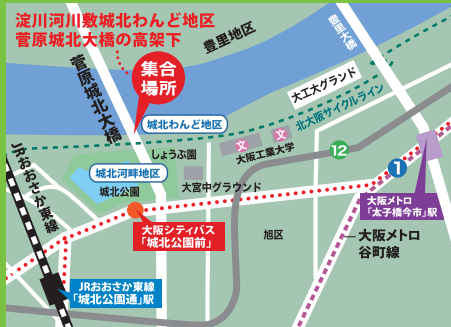 淀川河川敷城北わんど地区
菅原城北大橋の高架下
集合
場所
菅原城北大橋
豊里地区
豊里大橋
大工大グランド
北大阪サイクルライン
城北わんど地区
しょうぶ園
文
文
大阪工業大学
12
1
城北河畔地区
城北公園
大宮中グラウンド
JRおおさか東線
大阪シティバス
「城北公園前」
旭区
大阪メトロ
「太子橋今市」駅
大阪メトロ
谷町線
JRおおさか東線
「城北公園通」駅